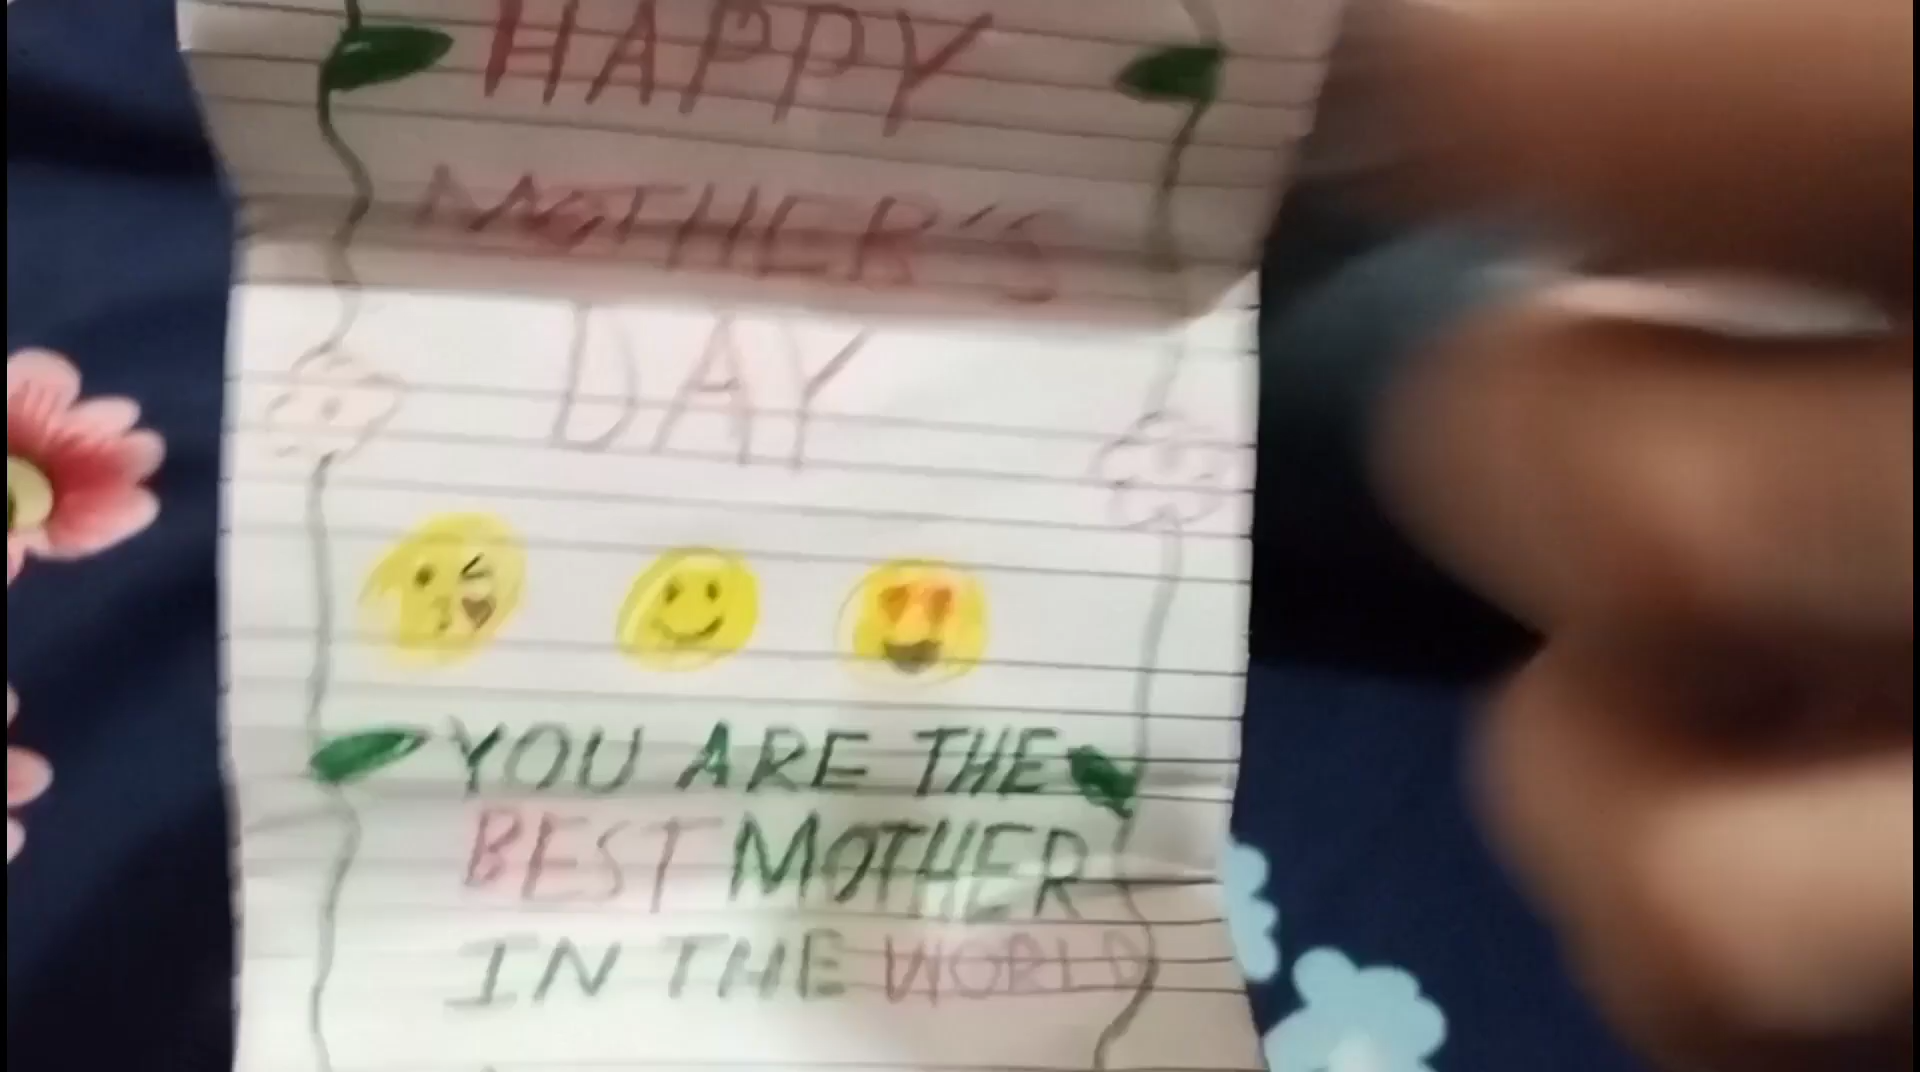 HAPPY
MOTHER'S
DAY
YOU ARE THE
BEST MOTHER
IN THE WORLD